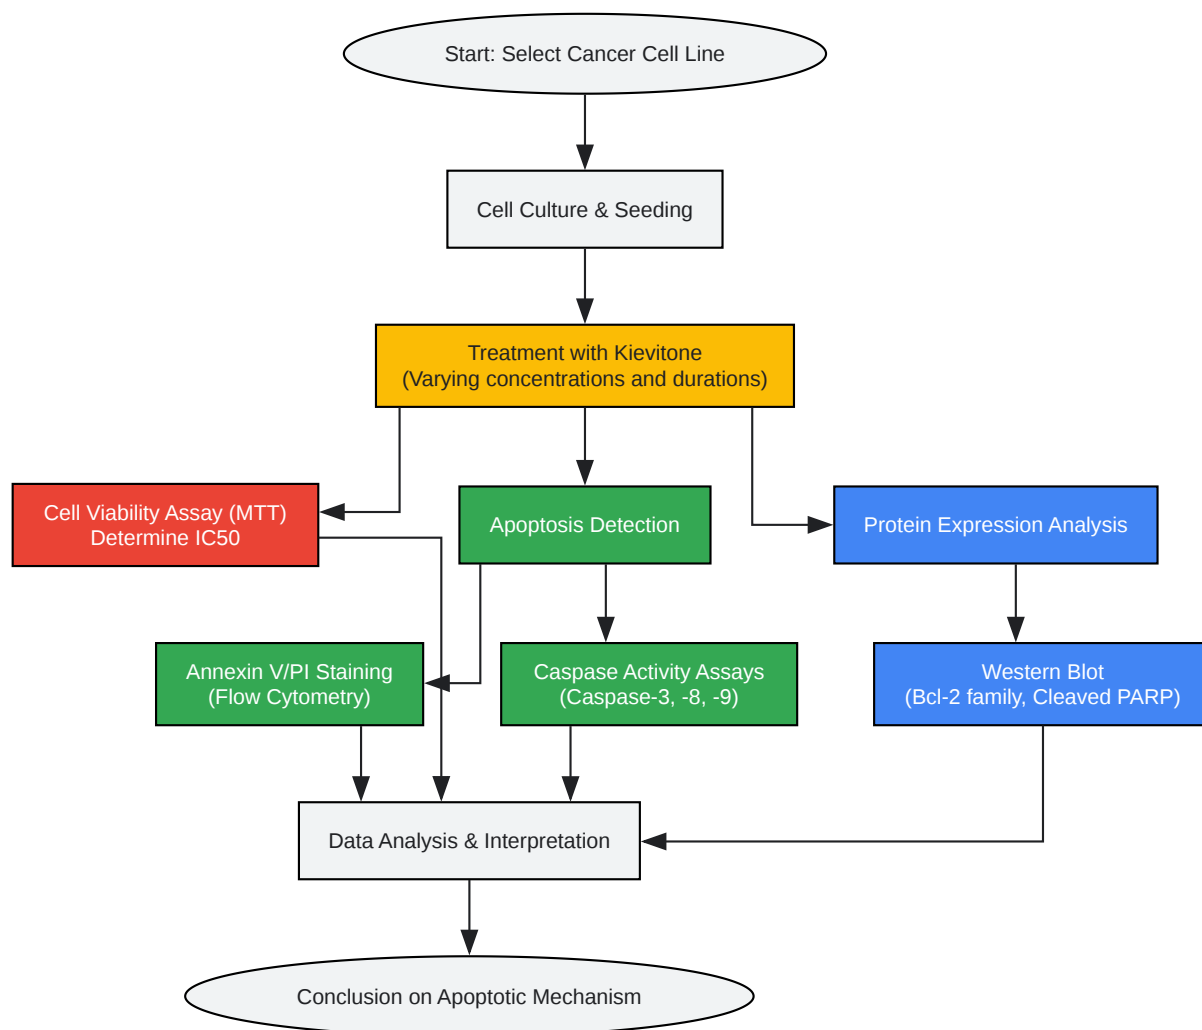 Start: Select Cancer Cell Line
Cell Culture & Seeding
Treatment with Kievitone
(Varying concentrations and durations)
Cell Viability Assay (MTT)
Determine IC50
Apoptosis Detection
Protein Expression Analysis
Annexin V/PI Staining
(Flow Cytometry)
Caspase Activity Assays
(Caspase-3, -8, -9)
Western Blot
(Bcl-2 family, Cleaved PARP)
Data Analysis & Interpretation
Conclusion on Apoptotic Mechanism